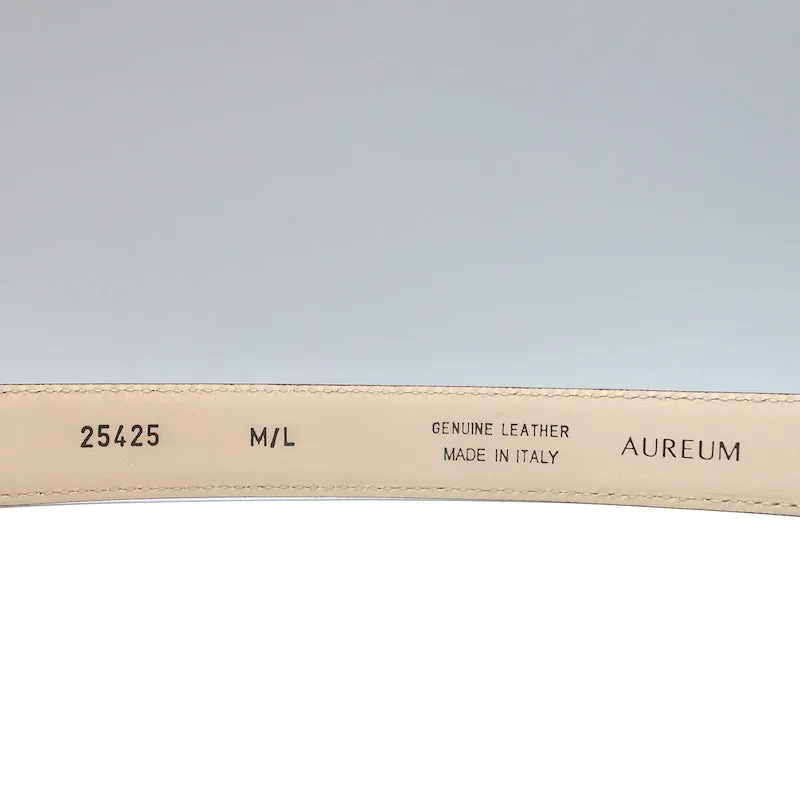 25425
M/L
GENUINE LEATHER
MADE IN ITALY
AUREUM